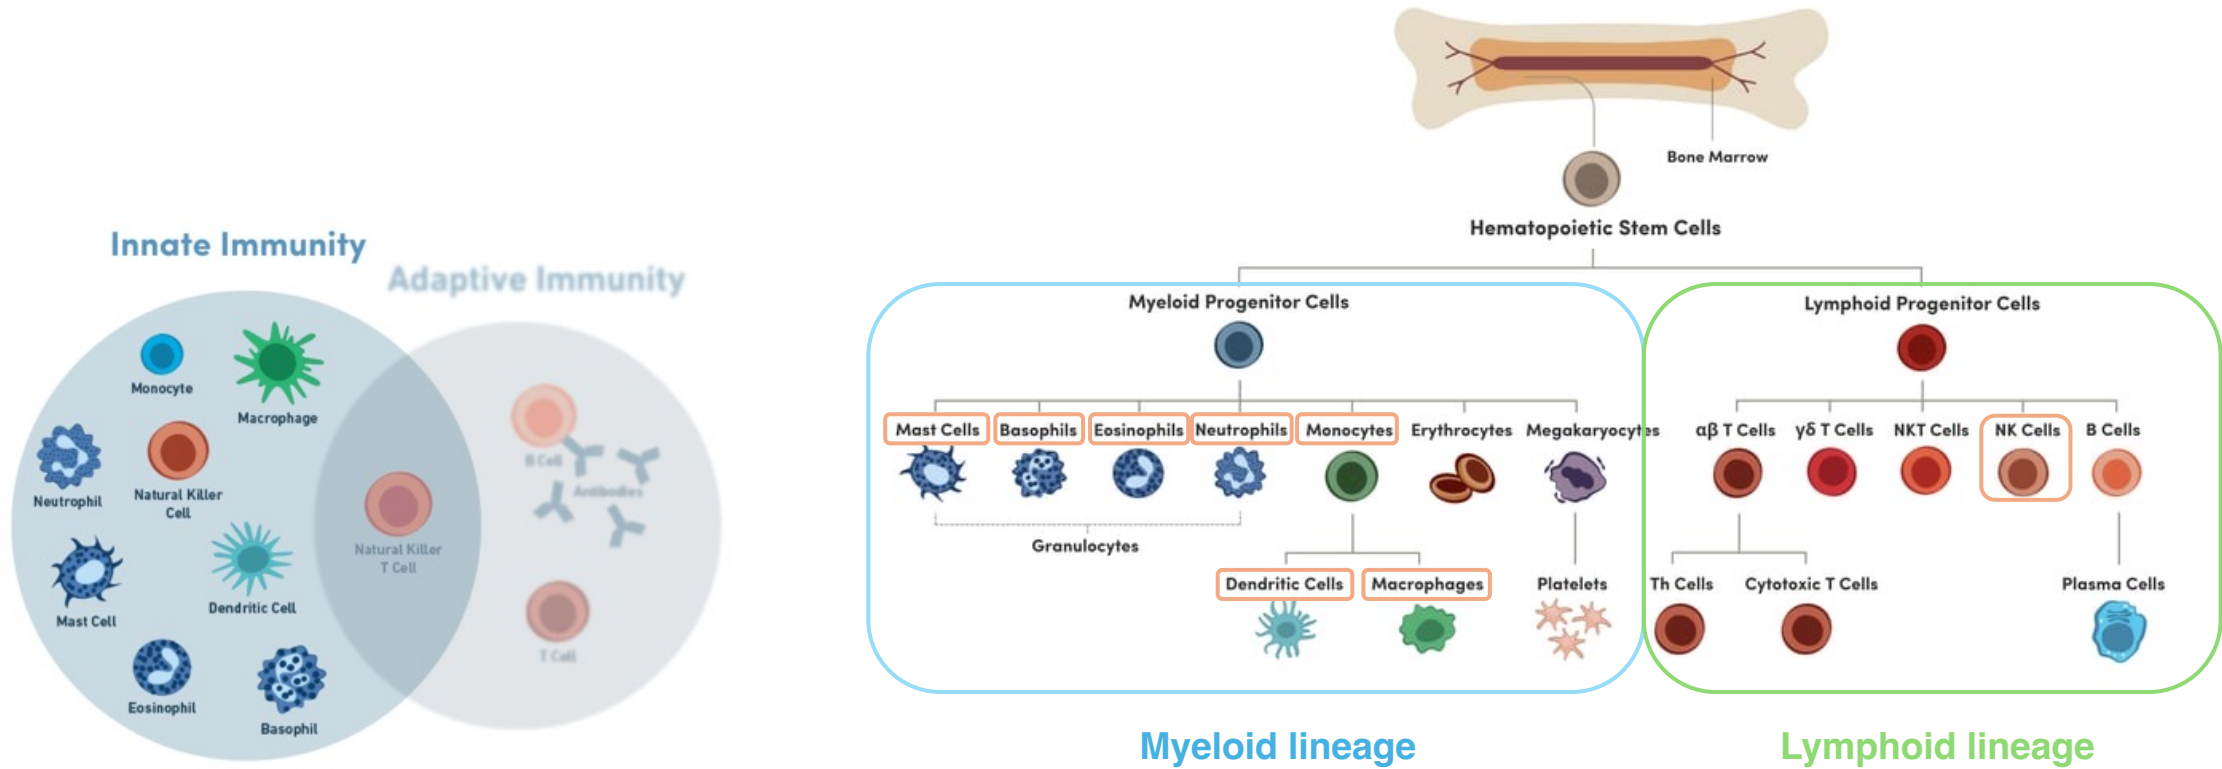 Innate Immunity
Adaptive Immunity
Monocyte
Macrophage
Neutrophil
Natural Killer
Cell
Mast Cell
Dendritic Cell
Eosinophil
Basophil
Natural Killer
T Cell
B Cell
Antibodies
T Cell
Bone Marrow
Hematopoietic Stem Cells
Myeloid Progenitor Cells
Mast Cells
Basophils
Eosinophils
Neutrophils
Monocytes
Erythrocytes
Megakaryocytes
Granulocytes
Dendritic Cells
Macrophages
Platelets
Myeloid lineage
Lymphoid Progenitor Cells
αβ T Cells
γδ T Cells
NKT Cells
NK Cells
B Cells
Th Cells
Cytotoxic T Cells
Plasma Cells
Lymphoid lineage